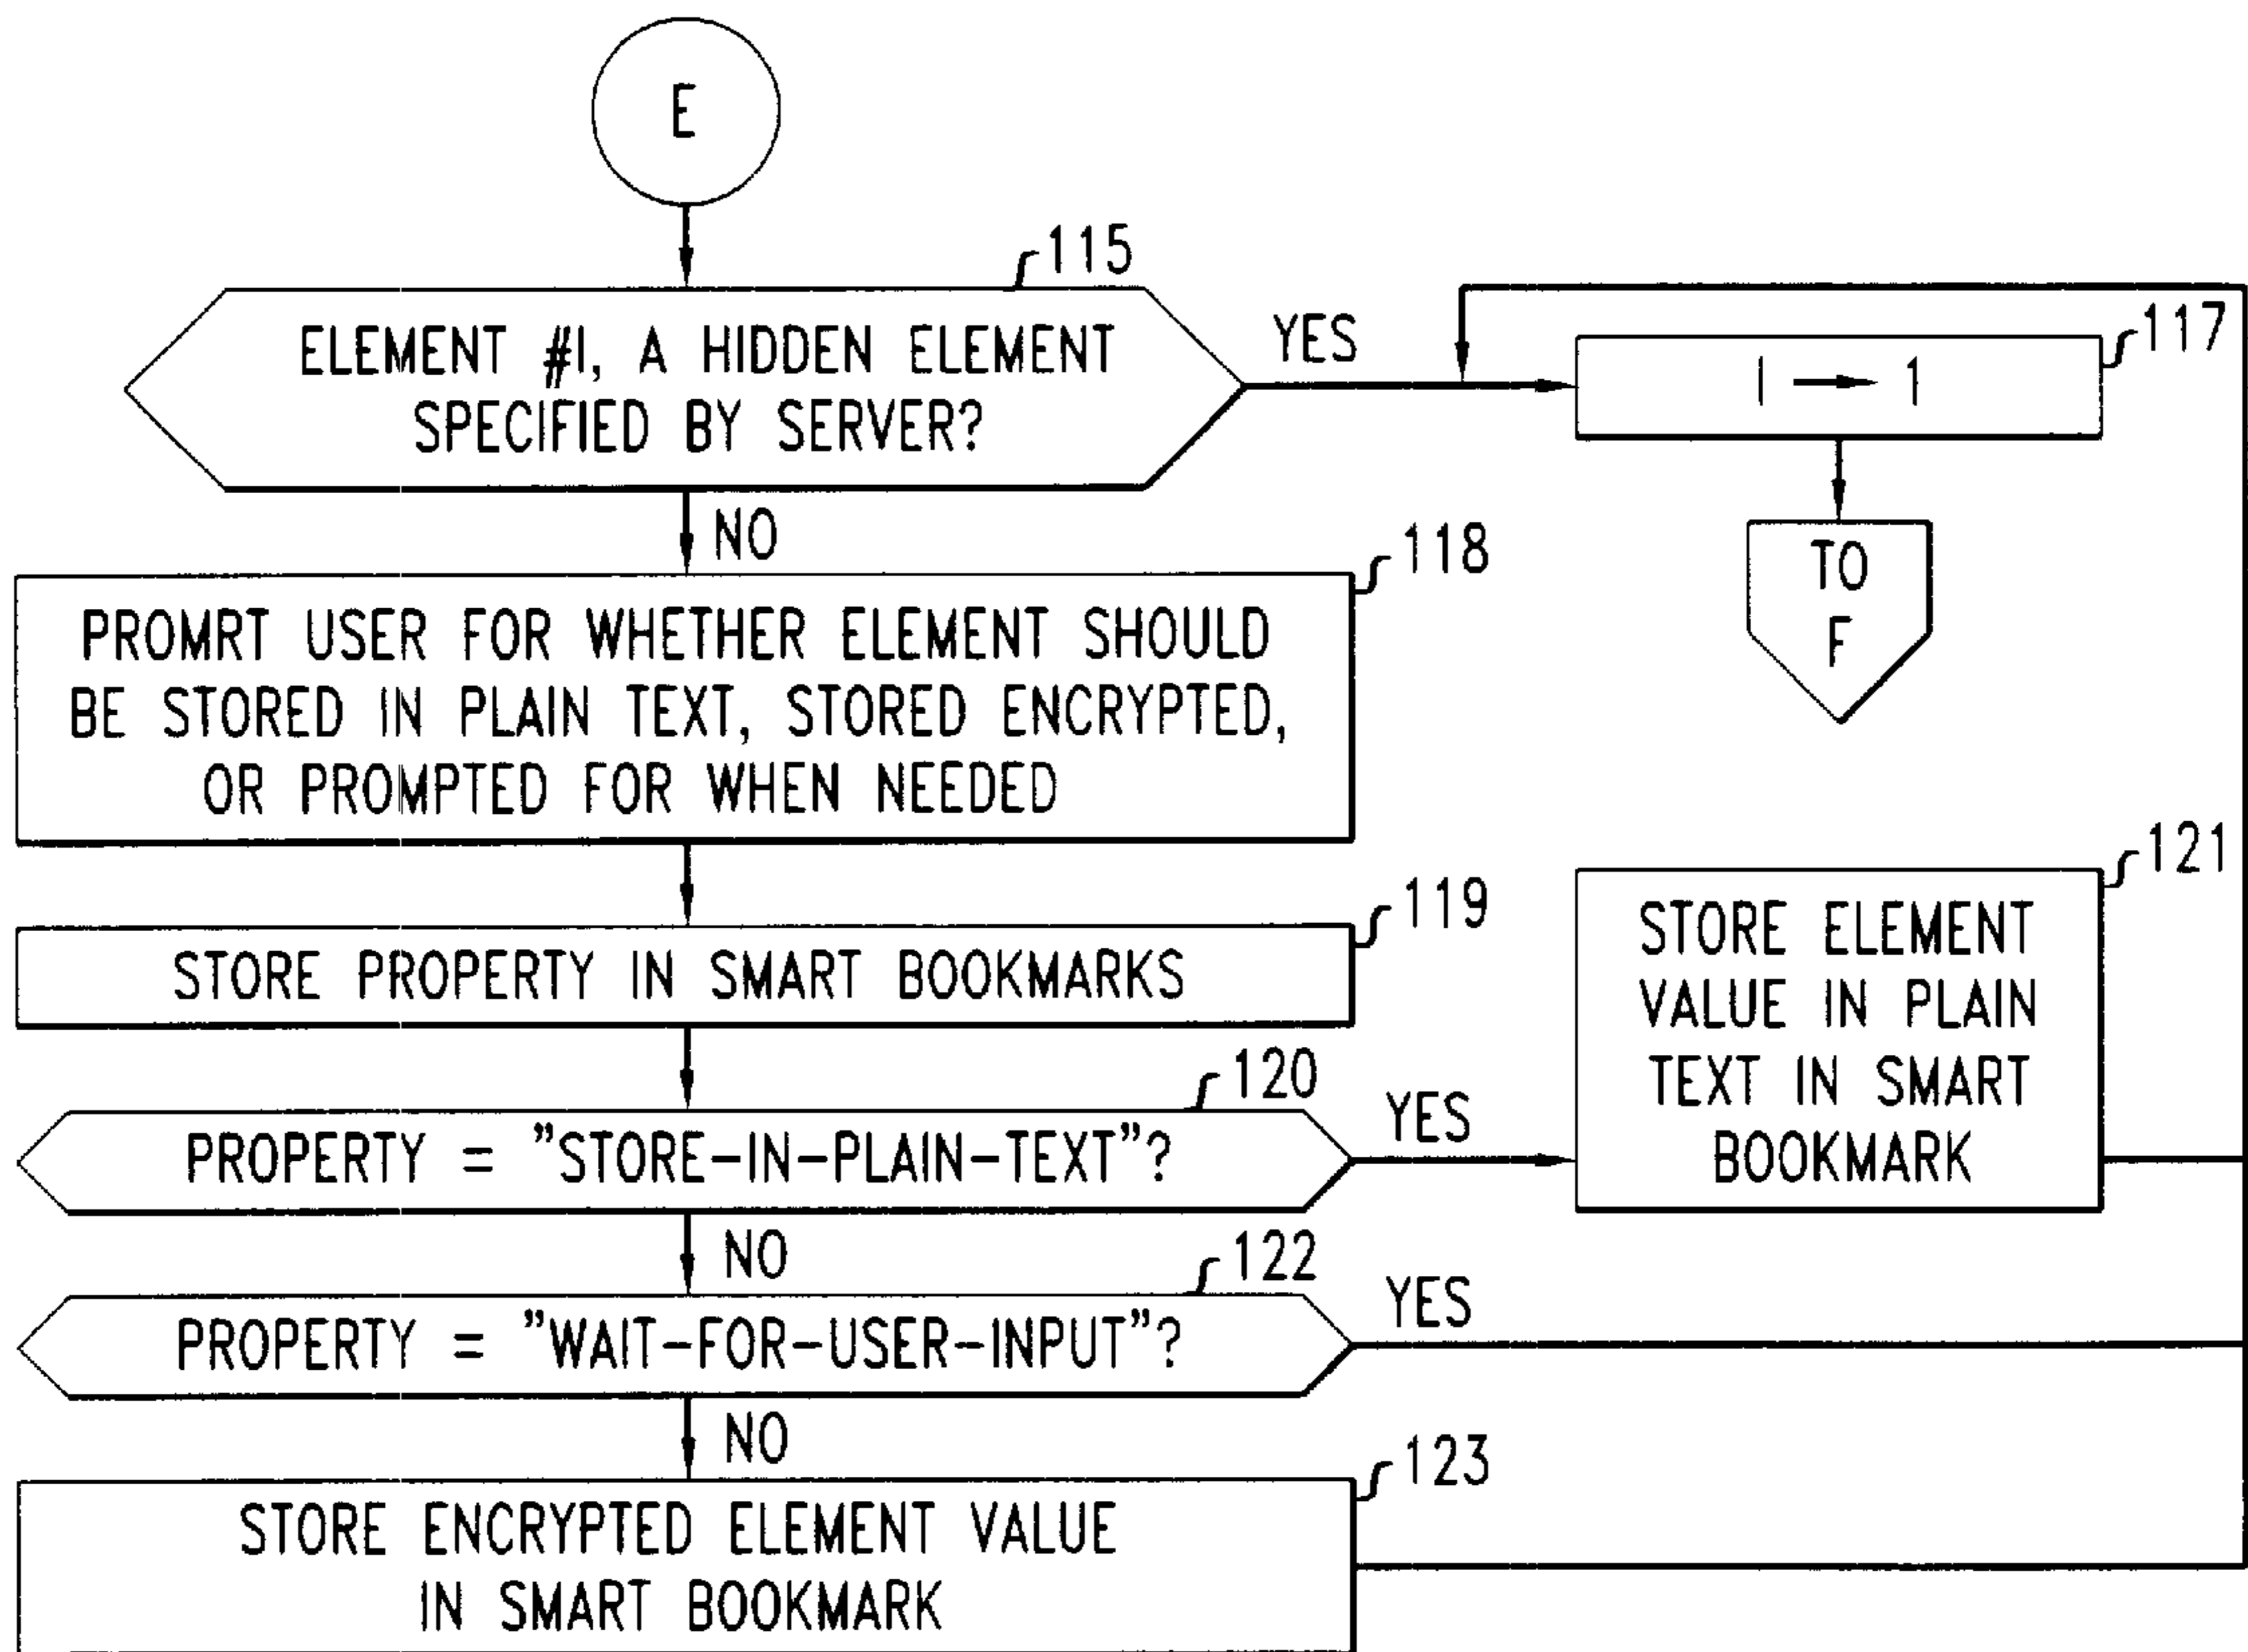 E
115
ELEMENT #I, A HIDDEN ELEMENT
SPECIFIED BY SERVER?
YES
117
I → 1
NO
TO
F
118
PROMRT USER FOR WHETHER ELEMENT SHOULD
BE STORED IN PLAIN TEXT, STORED ENCRYPTED,
OR PROMPTED FOR WHEN NEEDED
119
STORE PROPERTY IN SMART BOOKMARKS
120
PROPERTY = "STORE-IN-PLAIN-TEXT"?
YES
121
STORE ELEMENT
VALUE IN PLAIN
TEXT IN SMART
BOOKMARK
NO
122
PROPERTY = "WAIT-FOR-USER-INPUT"?
YES
NO
123
STORE ENCRYPTED ELEMENT VALUE
IN SMART BOOKMARK